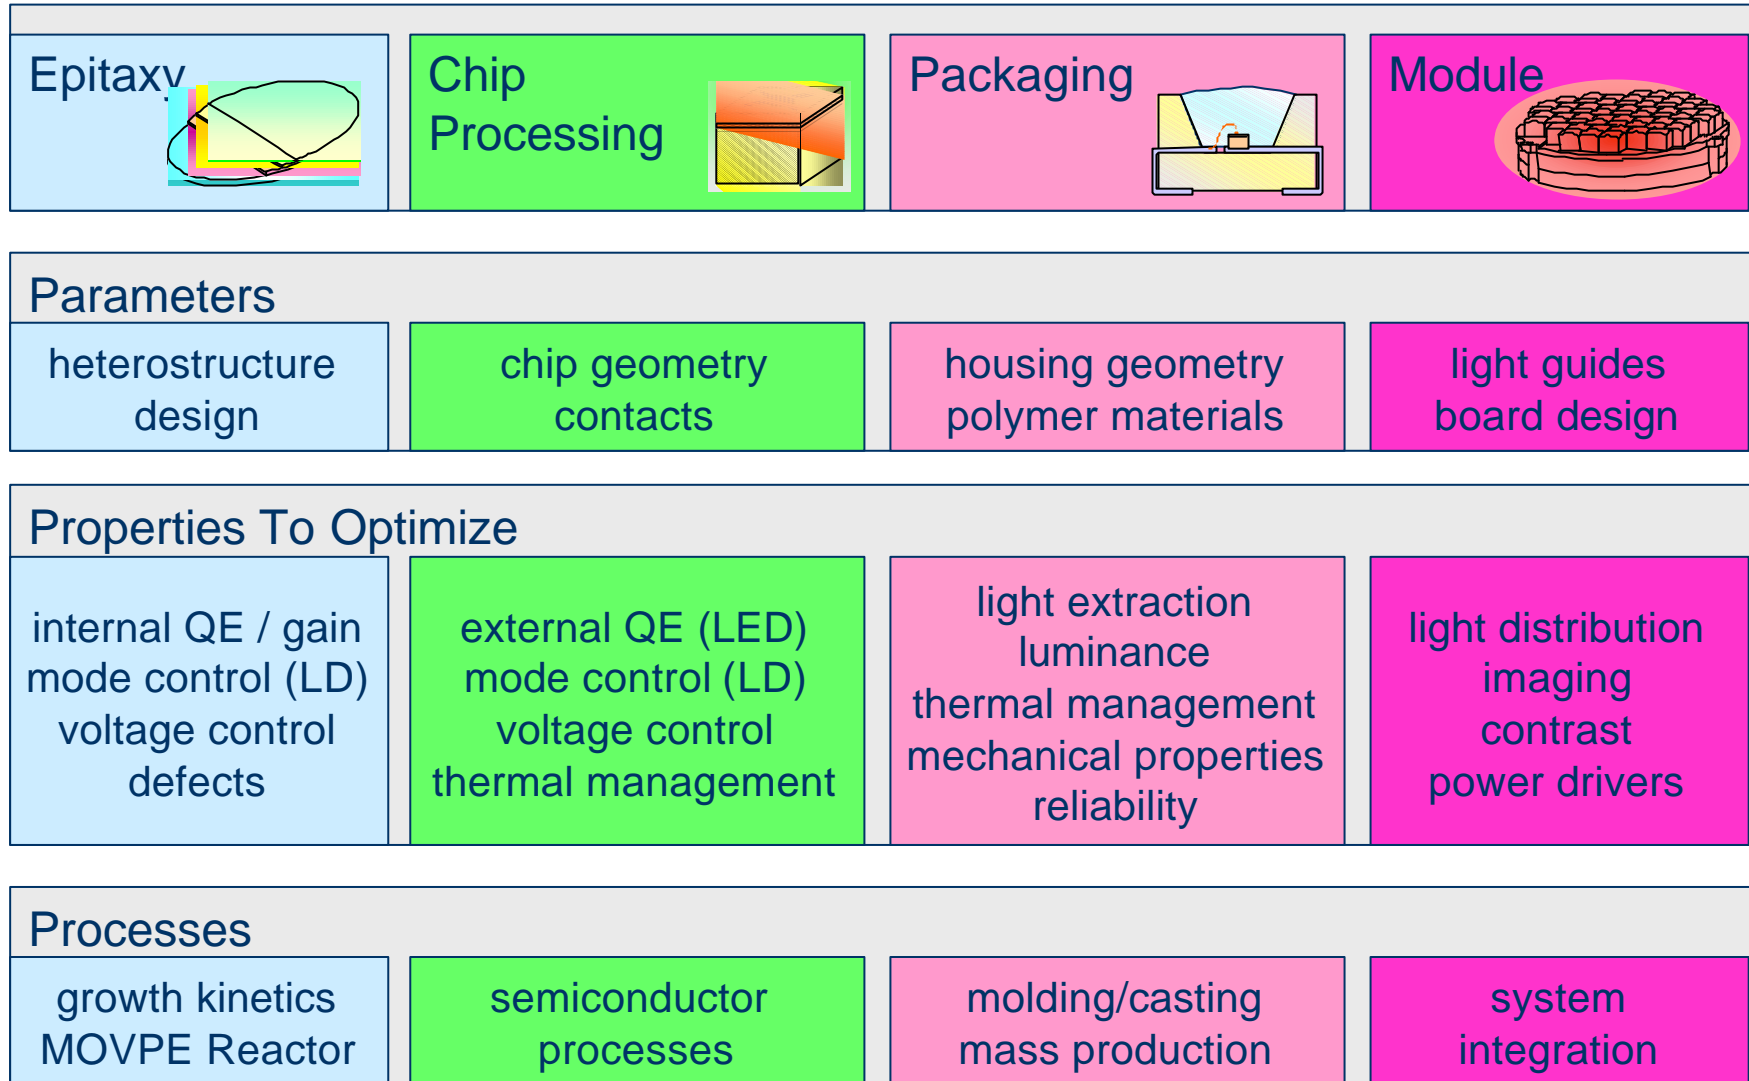 Epitaxy
Chip
Processing
Packaging
Module
Parameters
heterostructure
design
chip geometry
contacts
housing geometry
polymer materials
light guides
board design
Properties To Optimize
internal QE / gain
mode control (LD)
voltage control
defects
external QE (LED)
mode control (LD)
voltage control
thermal management
light extraction
luminance
thermal management
mechanical properties
reliability
light distribution
imaging
contrast
power drivers
Processes
growth kinetics
MOVPE Reactor
semiconductor
processes
molding/casting
mass production
system
integration